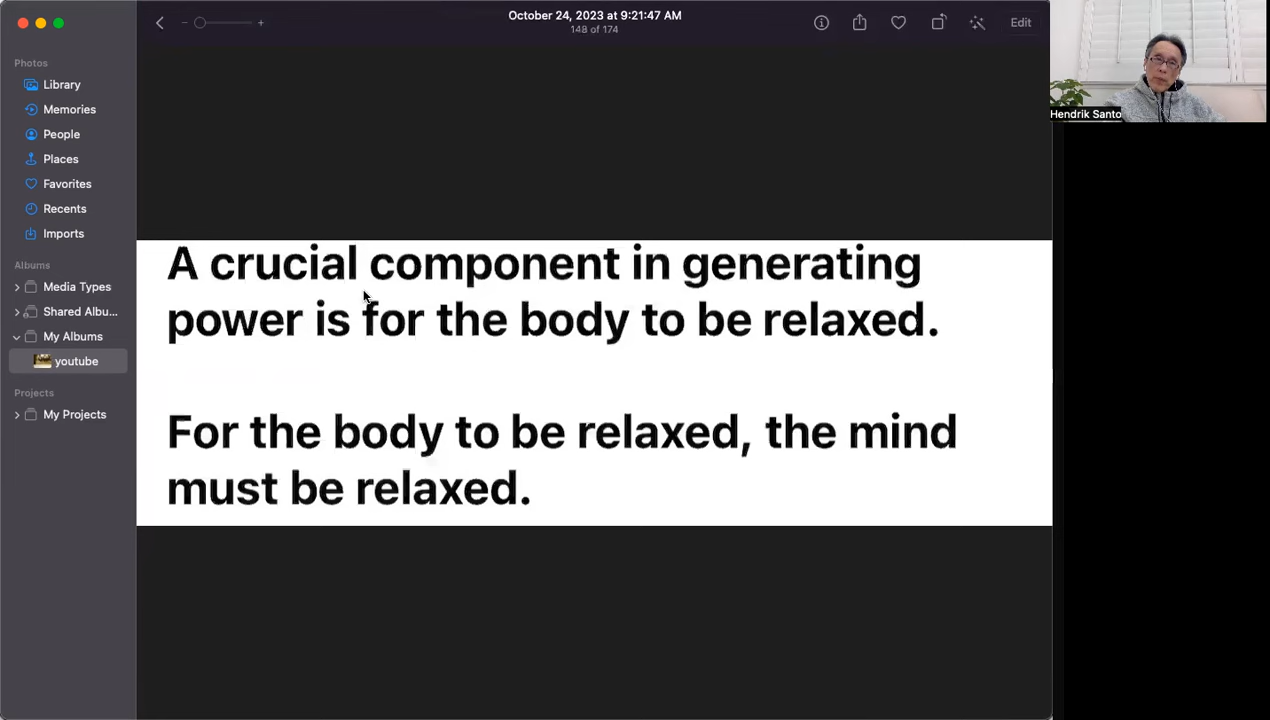 October 24, 2023 at 9:21:47 AM
148 of 174
Edit
Photos
Library
Memories
People
Places
Favorites
Recents
Imports
Albums
Media Types
Shared Albu...
My Albums
youtube
Projects
My Projects
A crucial component in generating
power is for the body to be relaxed.
For the body to be relaxed, the mind
must be relaxed.
Hendrik Santo